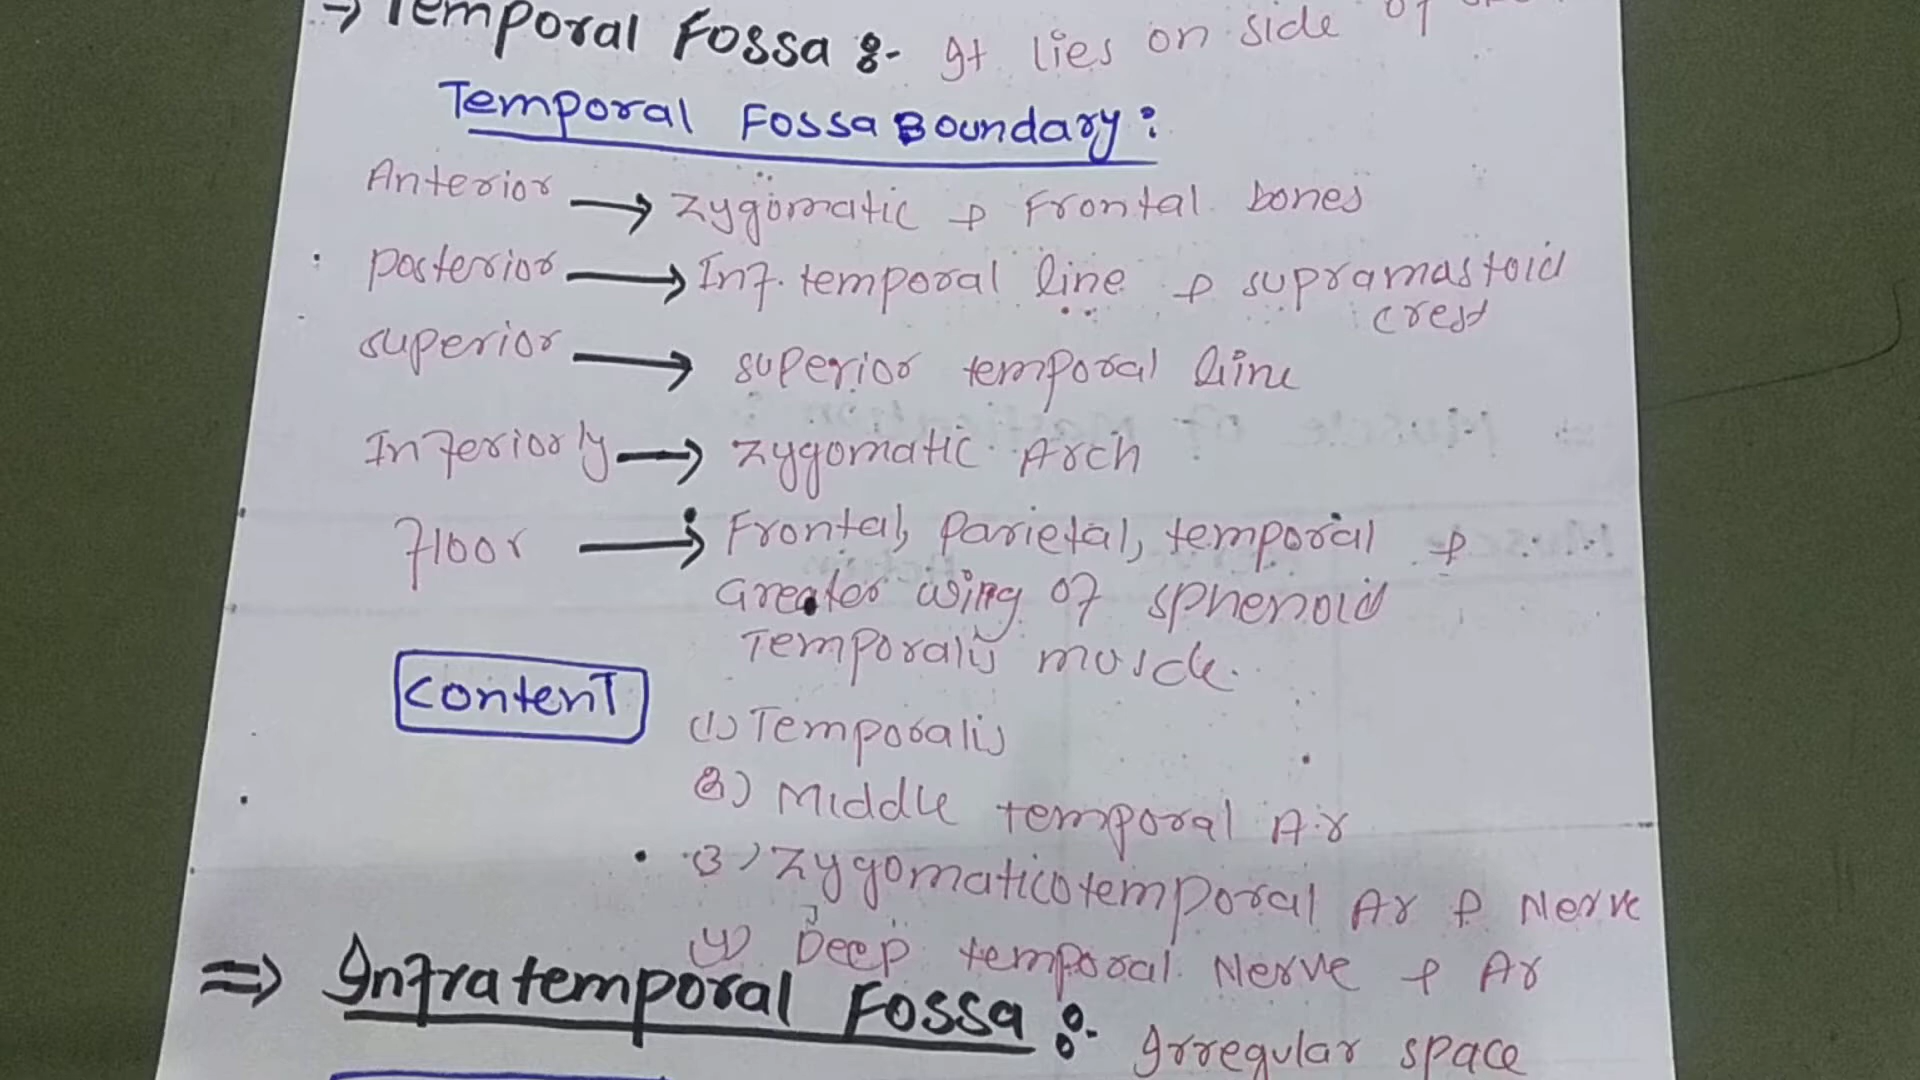 → Temporal Fossa :- It lies on side of
Temporal Fossa Boundary :
Anterior → Zygomatic & Frontal bones
Posterior → Inf. temporal line & supramastoid
crest
superior → superior temporal line
Inferiorly → Zygomatic Arch
Floor → Frontal, Parietal, temporal &
Greater wing of sphenoid
Temporalis muscle.
Content
(1) Temporalis
2) Middle temporal Ar
(3) Zygomaticotemporal Ar & Nerve
(4) Deep temporal Nerve & Ar
⇒ Infratemporal Fossa :- Irregular space